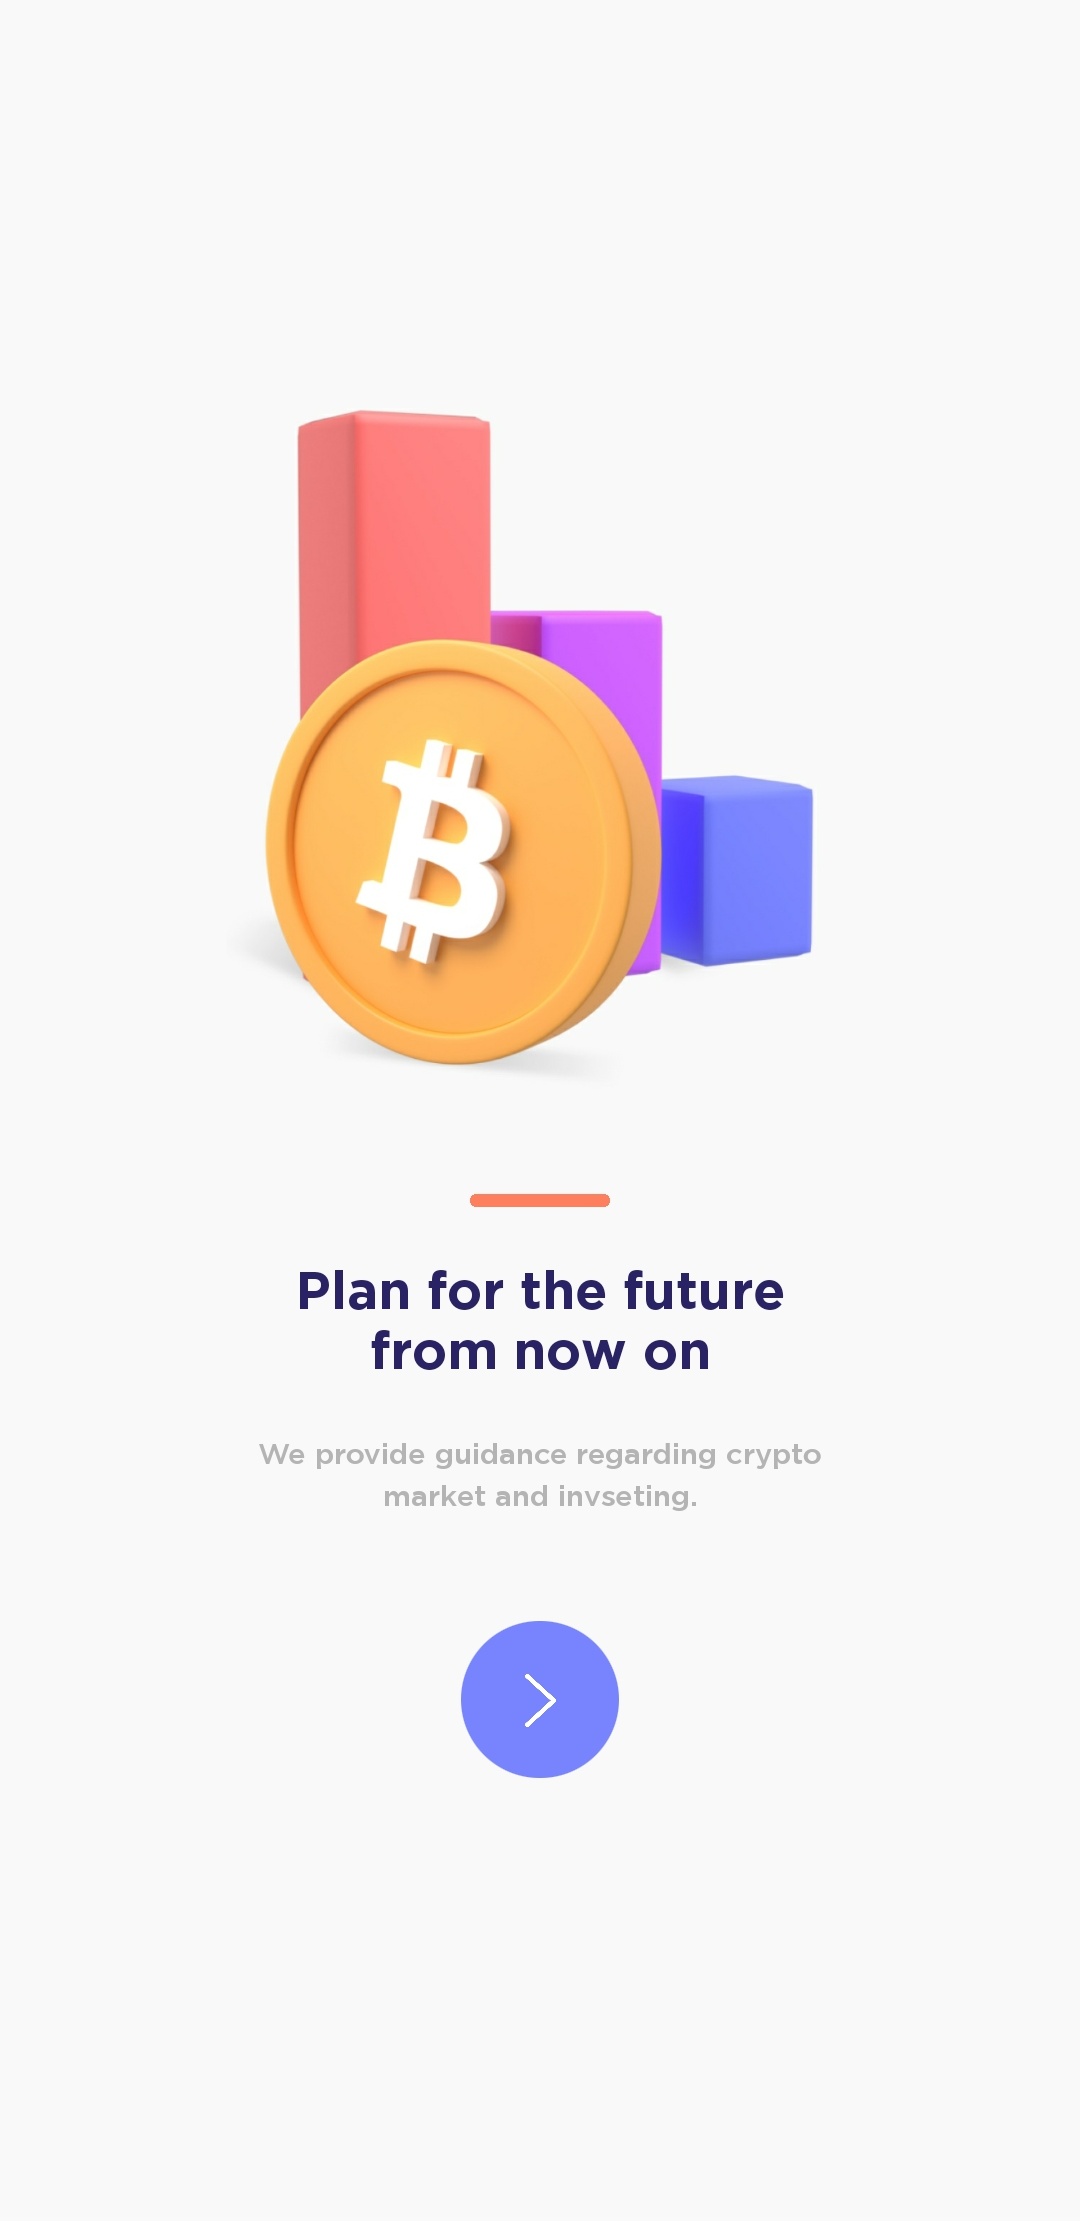 Plan for the future
from now on
We provide guidance regarding crypto
market and invseting.